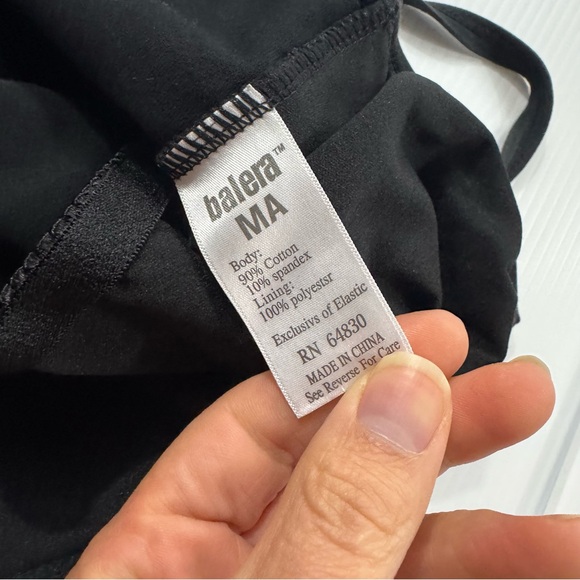 balera™
MA
Body:
90% Cotton
10% spandex
Lining:
100% polyestsr
Exclusivs of Elastic
RN 64830
MADE IN CHINA
See Reverse For Care